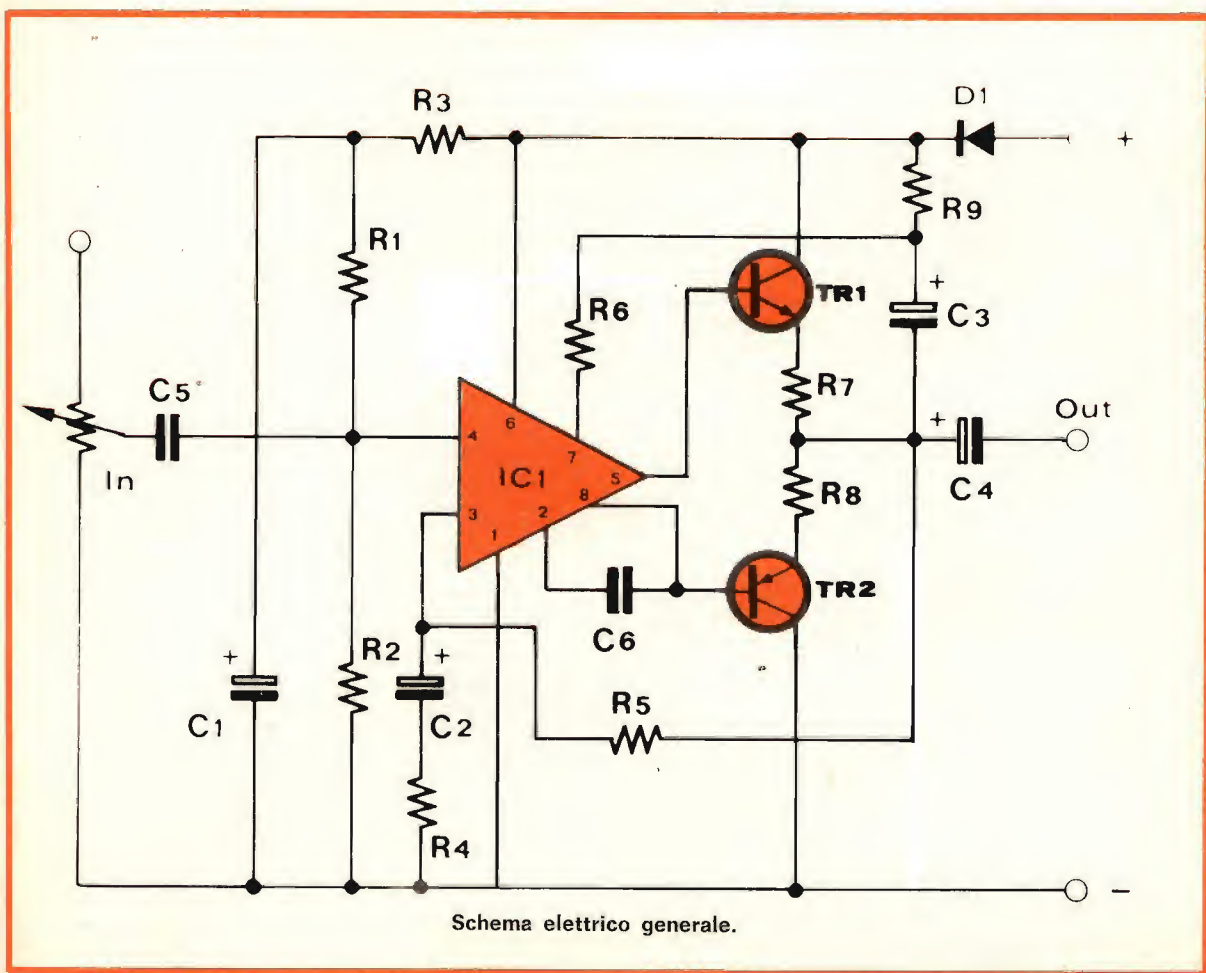 D1
R3
+
R9
R1
TR1
+
R6
C3
C5
R7
+
Out
4
6
7
5
In
IC1
8
R8
C4
3
2
1
TR2
C6
+
R2
+
R5
C1
C2
R4
-
Schema elettrico generale.